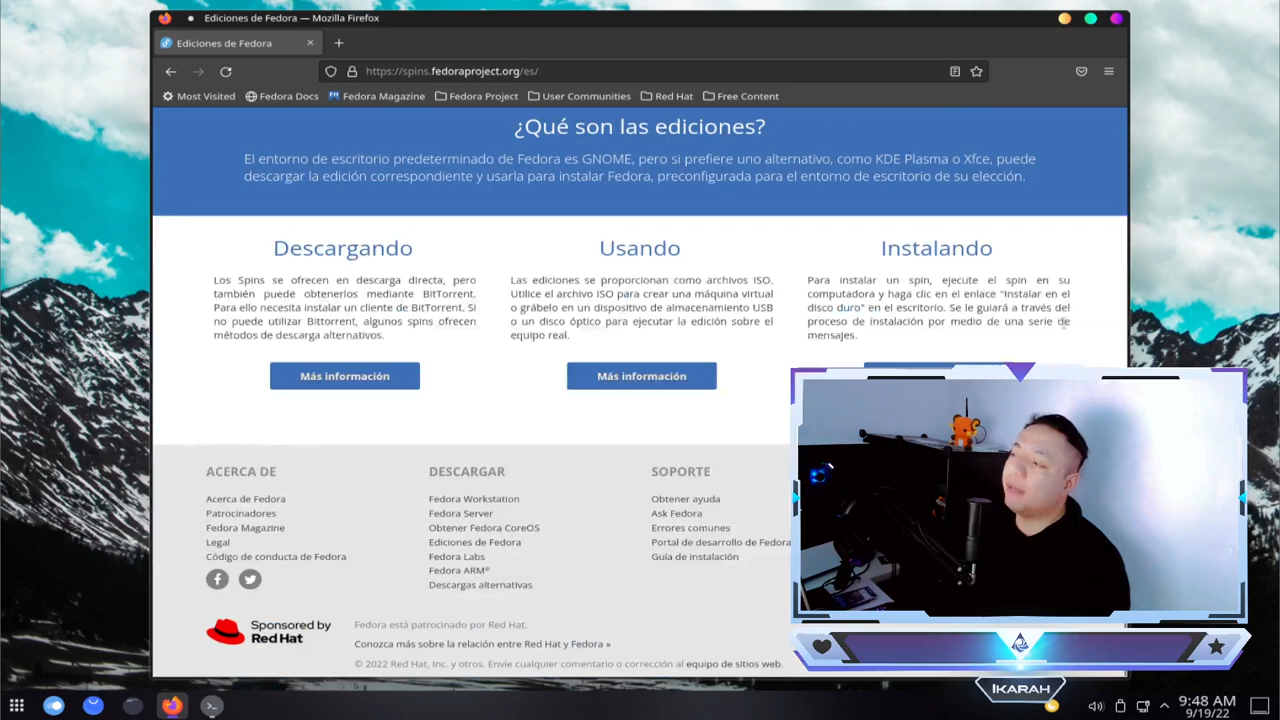 Ediciones de Fedora — Mozilla Firefox
Ediciones de Fedora
https://spins.fedoraproject.org/es/
Most Visited
Fedora Docs
Fedora Magazine
Fedora Project
User Communities
Red Hat
Free Content
¿Qué son las ediciones?
El entorno de escritorio predeterminado de Fedora es GNOME, pero si prefiere uno alternativo, como KDE Plasma o Xfce, puede
descargar la edición correspondiente y usarla para instalar Fedora, preconfigurada para el entorno de escritorio de su elección.
Descargando
Los Spins se ofrecen en descarga directa, pero
también puede obtenerlos mediante BitTorrent.
Para ello necesita instalar un cliente de BitTorrent. Si
no puede utilizar Bittorrent, algunos spins ofrecen
métodos de descarga alternativos.
Más información
Usando
Las ediciones se proporcionan como archivos ISO.
Utilice el archivo ISO para crear una máquina virtual
o grábelo en un dispositivo de almacenamiento USB
o un disco óptico para ejecutar la edición sobre el
equipo real.
Más información
Instalando
Para instalar un spin, ejecute el spin en su
computadora y haga clic en el enlace "Instalar en el
disco duro" en el escritorio. Se le guiará a través del
proceso de instalación por medio de una serie de
mensajes.
ACERCA DE
Acerca de Fedora
Patrocinadores
Fedora Magazine
Legal
Código de conducta de Fedora
DESCARGAR
Fedora Workstation
Fedora Server
Obtener Fedora CoreOS
Ediciones de Fedora
Fedora Labs
Fedora ARM®
Descargas alternativas
SOPORTE
Obtener ayuda
Ask Fedora
Errores comunes
Portal de desarrollo de Fedora
Guía de instalación
Sponsored by
Red Hat
Fedora está patrocinado por Red Hat.
Conozca más sobre la relación entre Red Hat y Fedora »
© 2022 Red Hat, Inc. y otros. Envíe cualquier comentario o corrección al equipo de sitios web.
IKARAH
9:48 AM
9/19/22